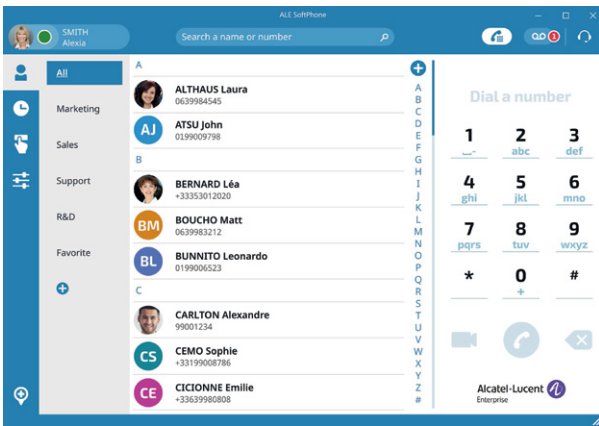 ALE SoftPhone
SMITH
Alexia
Search a name or number
1
All
Marketing
Sales
Support
R&D
Favorite
A
ALTHAUS Laura
0639984545
AJ
ATSU John
0199009798
B
BERNARD Léa
+33353012020
BM
BOUCHO Matt
0639983212
BL
BUNNITO Leonardo
0199006523
C
CARLTON Alexandre
99001234
CS
CEMO Sophie
+33199008786
CE
CICIONNE Emilie
+33639980808
A
B
C
D
E
F
G
H
I
J
K
L
M
N
O
P
Q
R
S
T
U
V
W
X
Y
Z
#
Dial a number
1 2 3
abc def
4 5 6
ghi jkl mno
7 8 9
pqrs tuv wxyz
* 0 #
+
Alcatel·Lucent
Enterprise